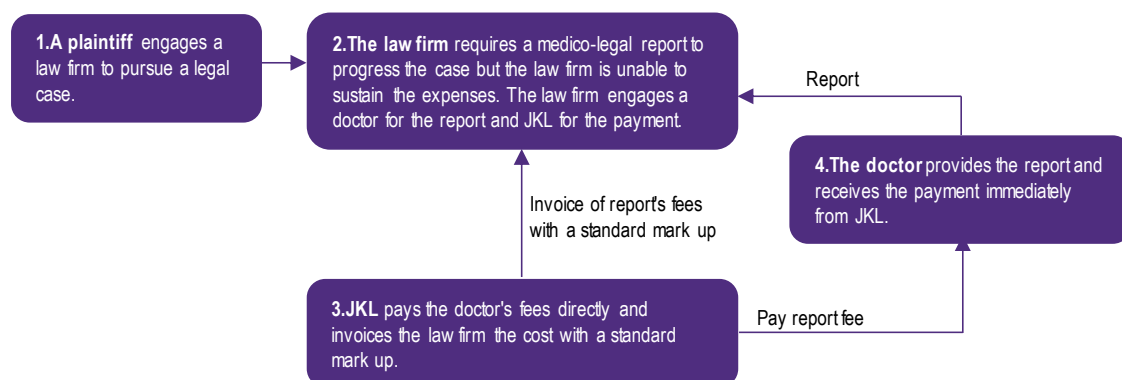 1.A plaintiff engages a
law firm to pursue a legal
case.
2.The law firm requires a medico-legal report to
progress the case but the law firm is unable to
sustain the expenses. The law firm engages a
doctor for the report and JKL for the payment.
Report
4.The doctor provides the report and
receives the payment immediately
from JKL.
Invoice of report's fees
with a standard mark up
3.JKL pays the doctor's fees directly and
invoices the law firm the cost with a standard
mark up.
Pay report fee